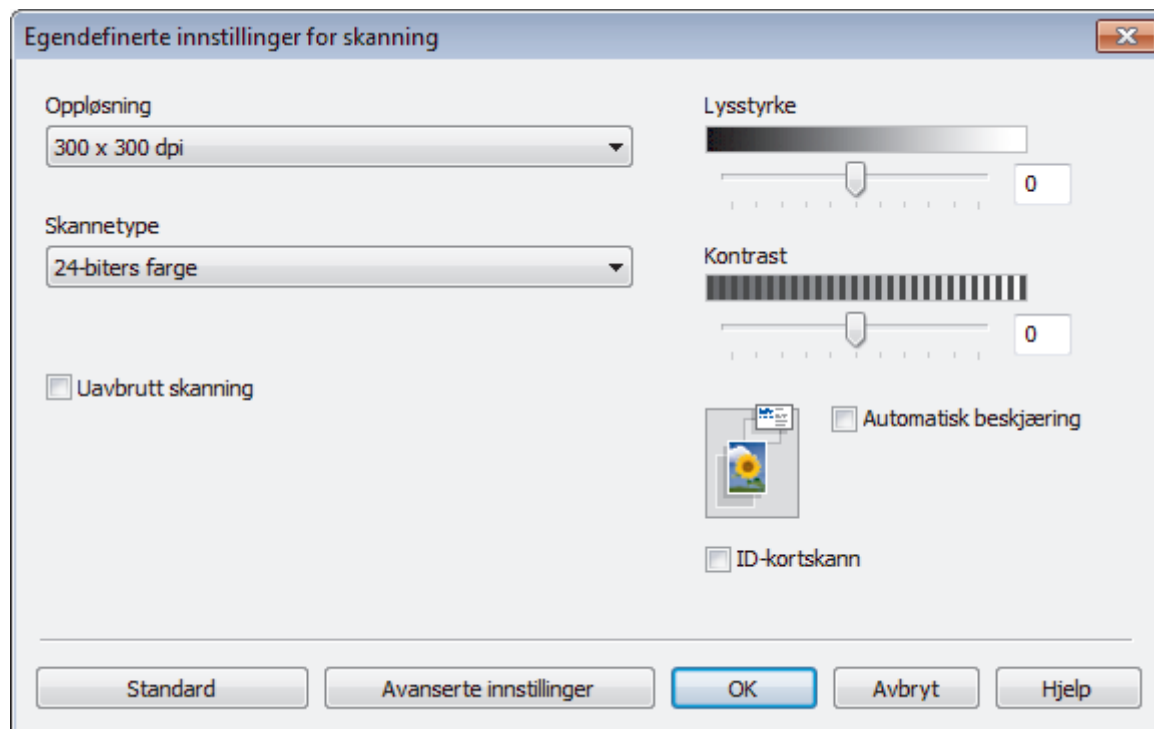 Egendefinerte innstillinger for skanning
Oppløsning
300 x 300 dpi
Skannetype
24-biters farge
Uavbrutt skanning
Lysstyrke
0
Kontrast
0
Automatisk beskjæring
ID-kortskann
Standard
Avanserte innstillinger
OK
Avbryt
Hjelp